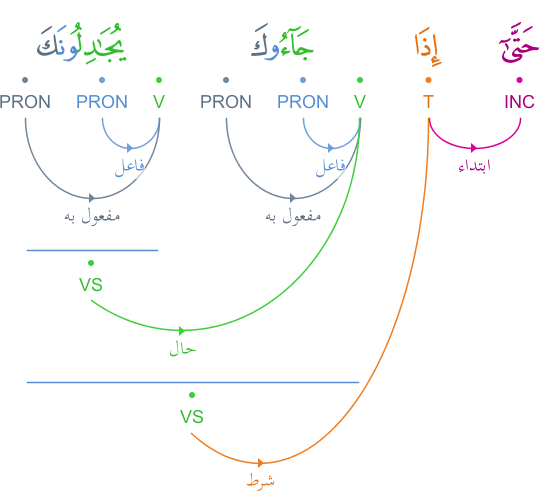 حَتَّىٰٓ إِذَا جَآءُوكَ يُجَـٰدِلُونَكَ
INC T V PRON PRON V PRON PRON
ابتداء فاعل فاعل
مفعول به مفعول به
VS
حال
VS
شرط